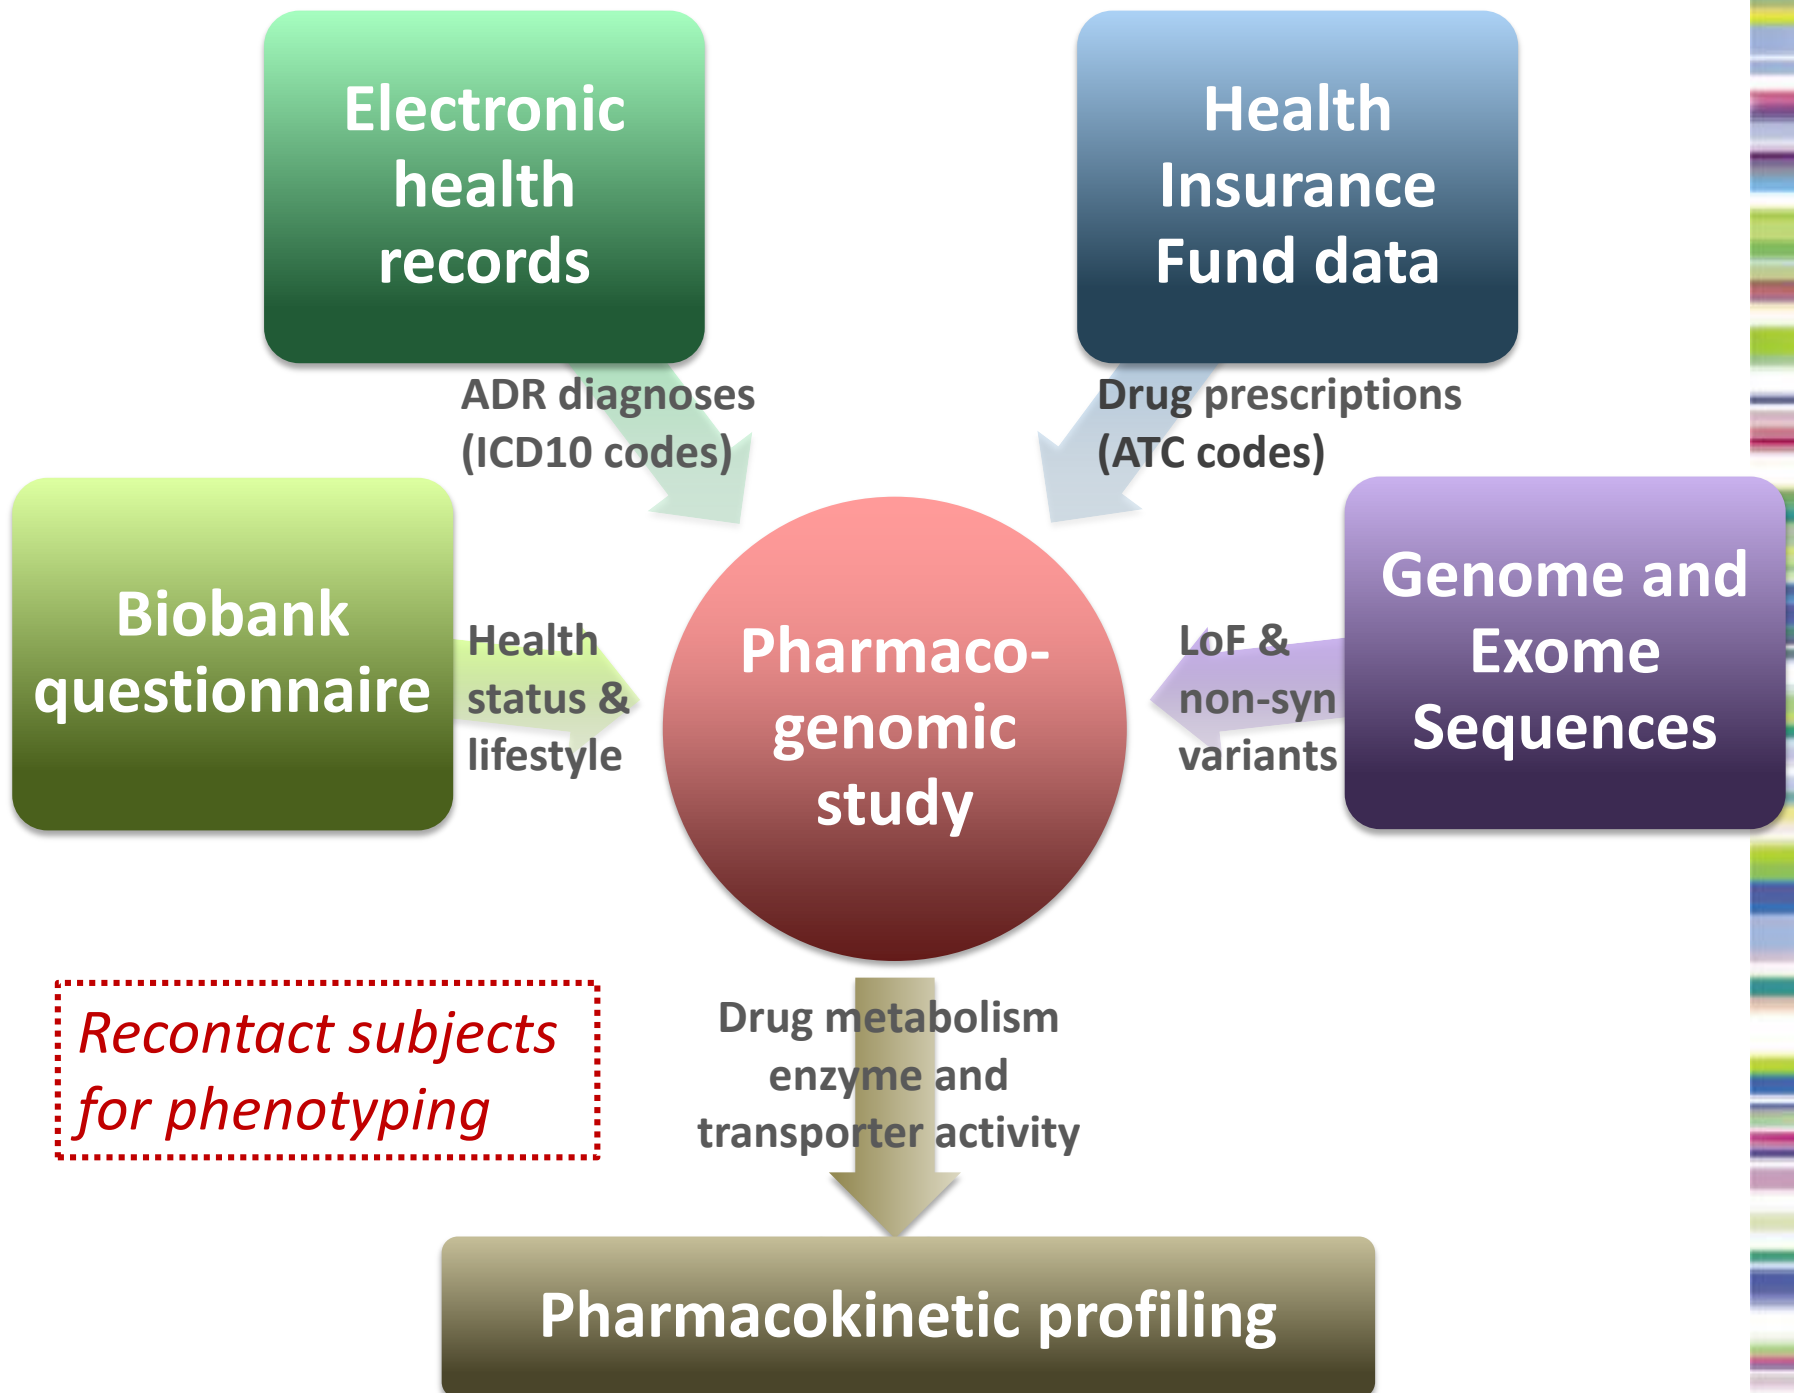 Electronic
health
records
Health
Insurance
Fund data
ADR diagnoses
(ICD10 codes)
Drug prescriptions
(ATC codes)
Biobank
questionnaire
Health
status &
lifestyle
Pharmaco-
genomic
study
LoF &
non-syn
variants
Genome and
Exome
Sequences
Recontact subjects
for phenotyping
Drug metabolism
enzyme and
transporter activity
Pharmacokinetic profiling